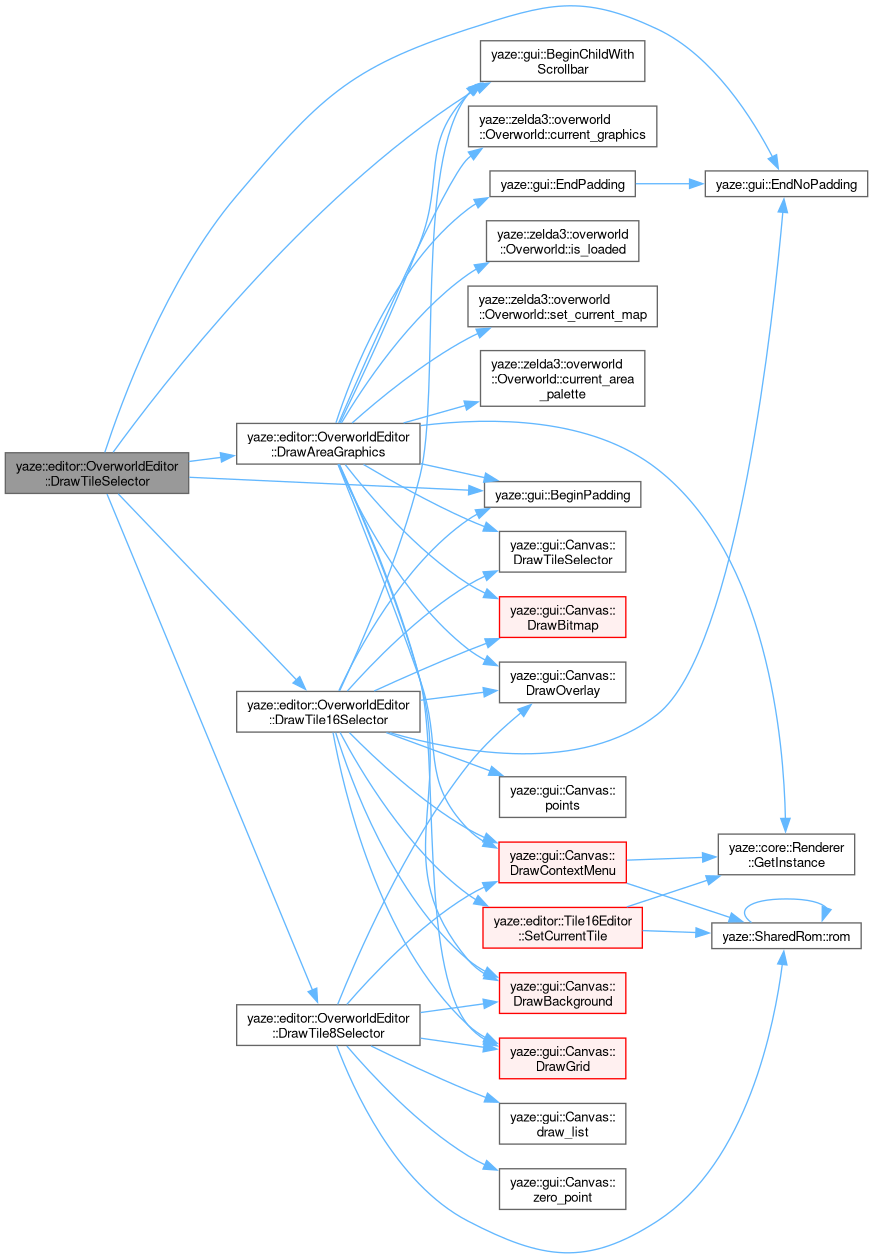 yaze::gui::BeginChildWith
Scrollbar
yaze::zelda3::overworld
::Overworld::current_graphics
yaze::gui::EndPadding
yaze::gui::EndNoPadding
yaze::zelda3::overworld
::Overworld::is_loaded
yaze::zelda3::overworld
::Overworld::set_current_map
yaze::zelda3::overworld
::Overworld::current_area
_palette
yaze::editor::OverworldEditor
::DrawAreaGraphics
yaze::editor::OverworldEditor
::DrawTileSelector
yaze::gui::BeginPadding
yaze::gui::Canvas::
DrawTileSelector
yaze::gui::Canvas::
DrawBitmap
yaze::gui::Canvas::
DrawOverlay
yaze::editor::OverworldEditor
::DrawTile16Selector
yaze::gui::Canvas::
points
yaze::gui::Canvas::
DrawContextMenu
yaze::core::Renderer
::GetInstance
yaze::editor::Tile16Editor
::SetCurrentTile
yaze::SharedRom::rom
yaze::gui::Canvas::
DrawBackground
yaze::editor::OverworldEditor
::DrawTile8Selector
yaze::gui::Canvas::
DrawGrid
yaze::gui::Canvas::
draw_list
yaze::gui::Canvas::
zero_point